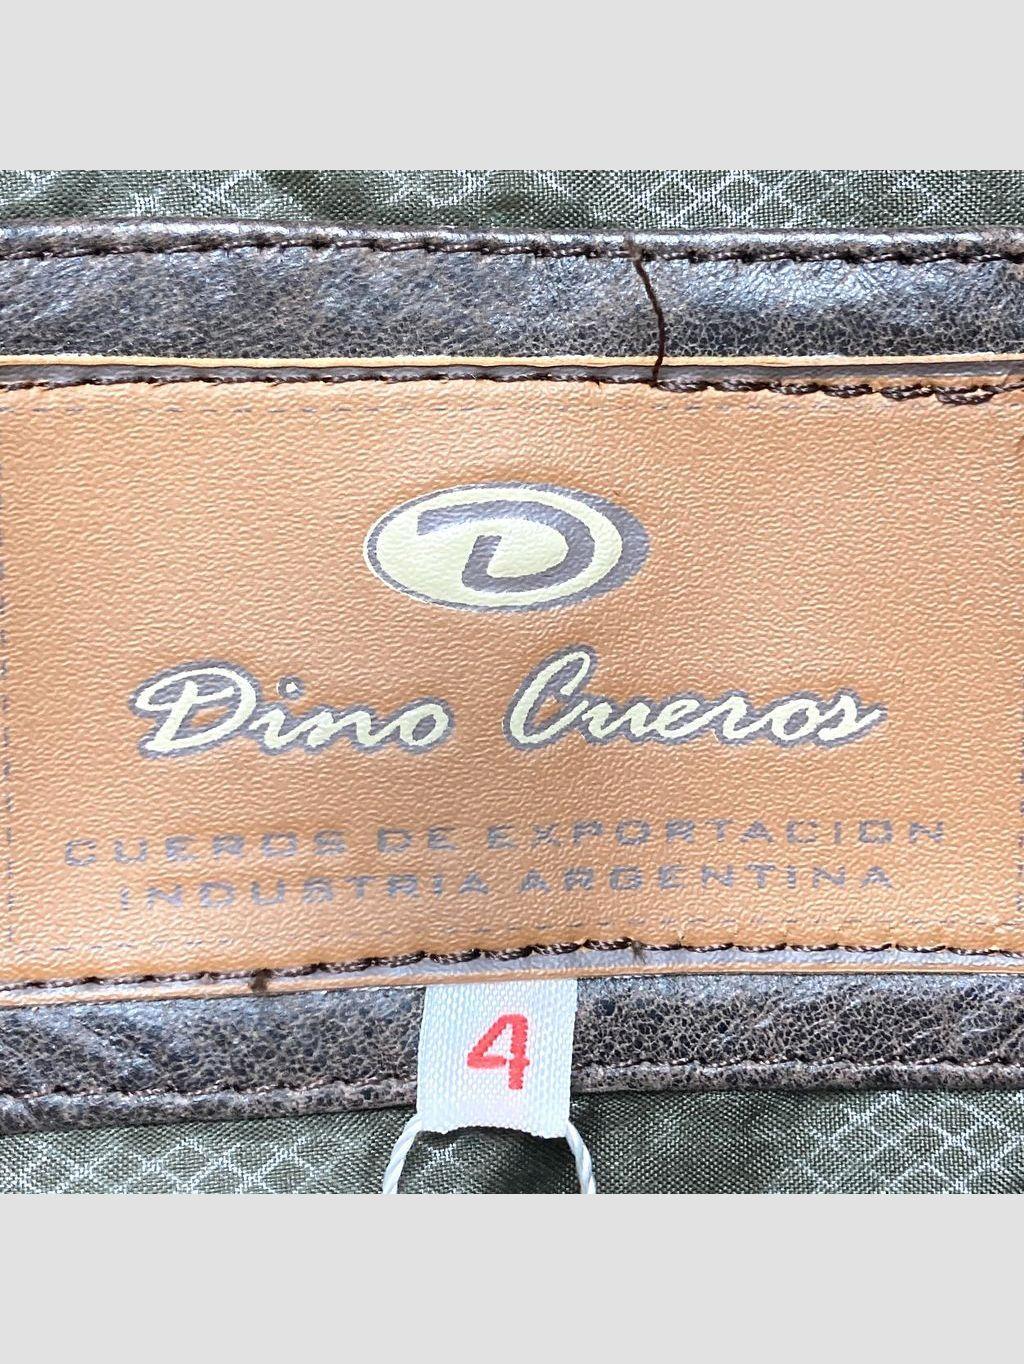 D
Dino Cueros
CUEROS DE EXPORTACION
INDUSTRIA ARGENTINA
4